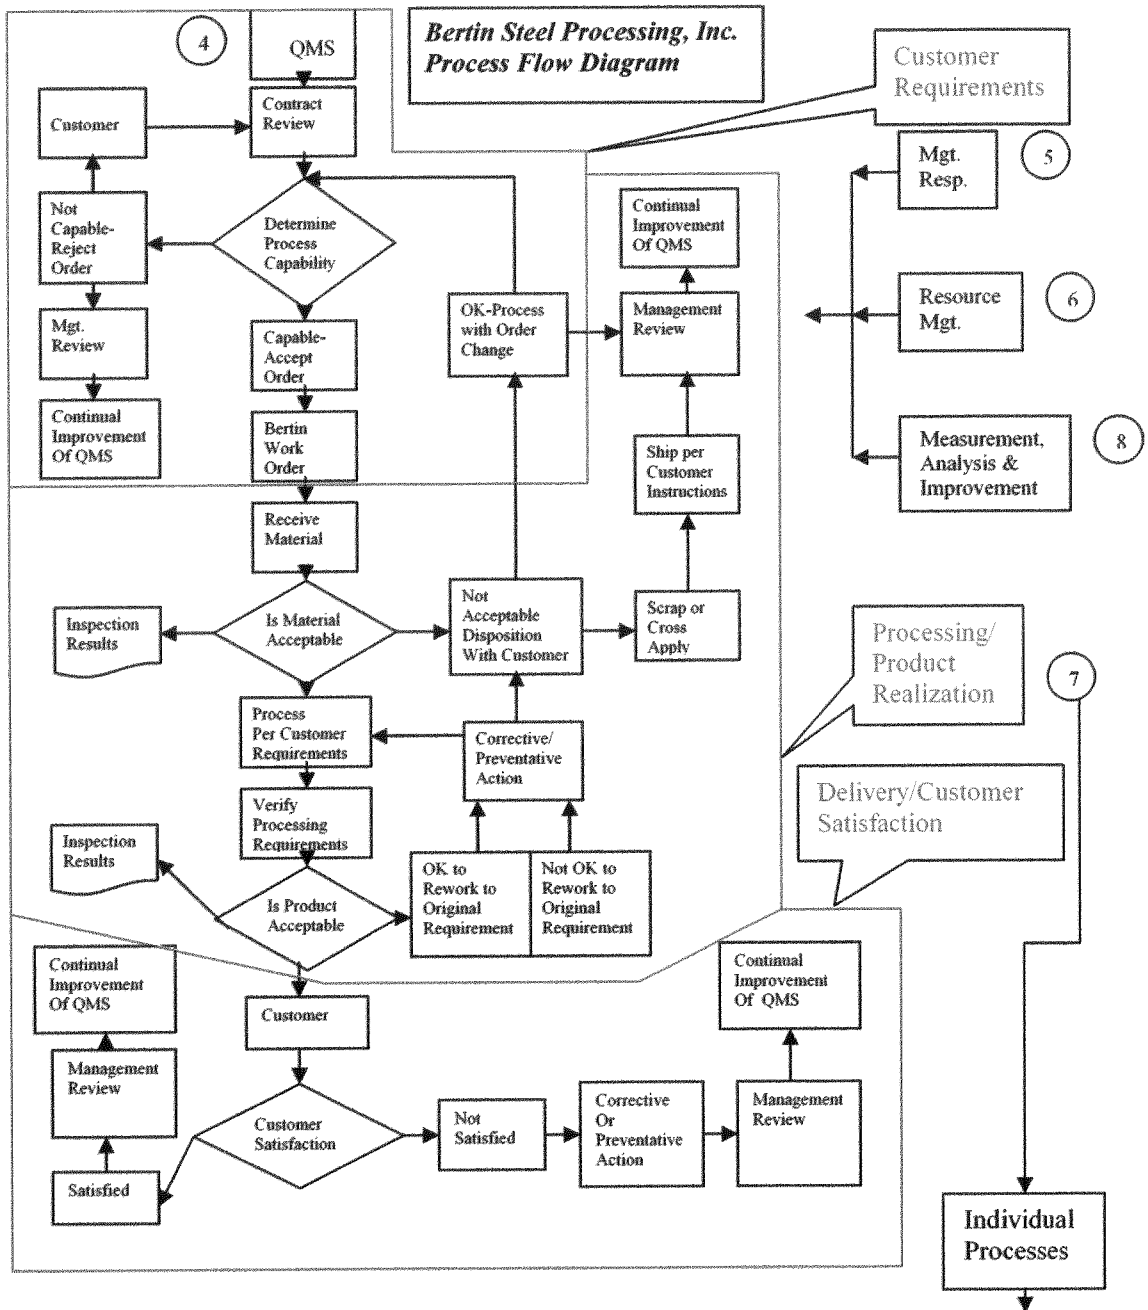 4
QMS
Bertin Steel Processing, Inc.
Process Flow Diagram
Customer
Requirements
Customer
Contract
Review
Mgt.
Resp.
5
Not
Capable-
Reject
Order
Determine
Process
Capability
Continual
Improvement
Of QMS
Mgt.
Review
Capable-
Accept
Order
OK-Process
with Order
Change
Management
Review
Resource
Mgt.
6
Continual
Improvement
Of QMS
Bertin
Work
Order
Ship per
Customer
Instructions
Measurement,
Analysis &
Improvement
8
Receive
Material
Inspection
Results
Is Material
Acceptable
Not
Acceptable
Disposition
With Customer
Scrap or
Cross
Apply
Processing/
Product
Realization
7
Process
Per Customer
Requirements
Corrective/
Preventative
Action
Verify
Processing
Requirements
Delivery/Customer
Satisfaction
Inspection
Results
Is Product
Acceptable
OK to
Rework to
Original
Requirement
Not OK to
Rework to
Original
Requirement
Continual
Improvement
Of QMS
Customer
Continual
Improvement
Of QMS
Management
Review
Customer
Satisfaction
Not
Satisfied
Corrective
Or
Preventative
Action
Management
Review
Satisfied
Individual
Processes